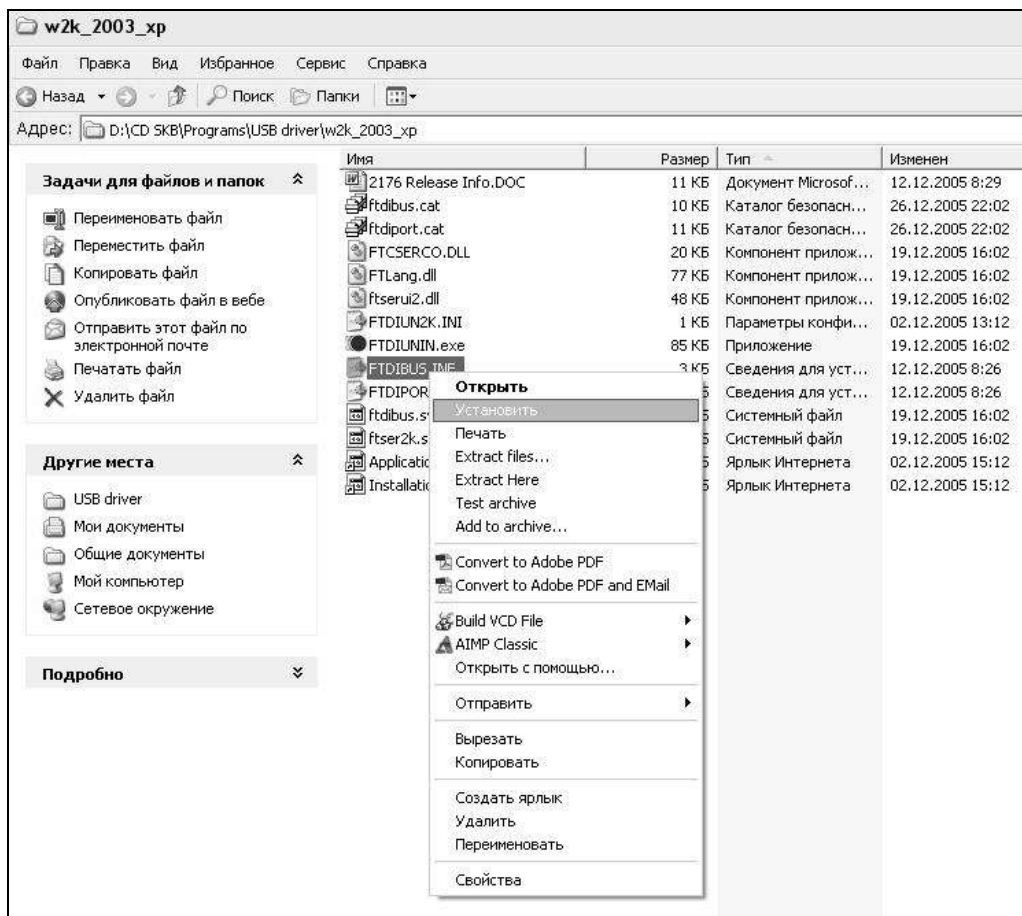 w2k_2003_xp
Файл Правка Вид Избранное Сервис Справка
Назад Поиск Папки
Адрес: D:\CD SKB\Programs\USB driver\w2k_2003_xp
Задачи для файлов и папок
Переименовать файл
Переместить файл
Копировать файл
Опубликовать файл в вебе
Отправить этот файл по
электронной почте
Печатать файл
Удалить файл
Другие места
USB driver
Мои документы
Общие документы
Мой компьютер
Сетевое окружение
Подробно
Имя Размер Тип Изменен
2176 Release Info.DOC 11 КБ Документ Microsof... 12.12.2005 8:29
ftdibus.cat 10 КБ Каталог безопасн... 26.12.2005 22:02
ftdiport.cat 11 КБ Каталог безопасн... 26.12.2005 22:02
FTCSERCO.DLL 20 КБ Компонент прилож... 19.12.2005 16:02
FTLang.dll 77 КБ Компонент прилож... 19.12.2005 16:02
ftserui2.dll 48 КБ Компонент прилож... 19.12.2005 16:02
FTDIUN2K.INI 1 КБ Параметры конфи... 02.12.2005 13:12
FTDIUNIN.exe 85 КБ Приложение 19.12.2005 16:02
FTDIBUS.INF 3 КБ Сведения для уст... 12.12.2005 8:26
FTDIPOR Сведения для уст... 12.12.2005 8:26
ftdibus.s Системный файл 19.12.2005 16:02
ftser2k.s Системный файл 19.12.2005 16:02
Applicatio Ярлык Интернета 02.12.2005 15:12
Installatio Ярлык Интернета 02.12.2005 15:12
Открыть
Установить
Печать
Extract files...
Extract Here
Test archive
Add to archive...
Convert to Adobe PDF
Convert to Adobe PDF and EMail
Build VCD File
AIMP Classic
Открыть с помощью...
Отправить
Вырезать
Копировать
Создать ярлык
Удалить
Переименовать
Свойства